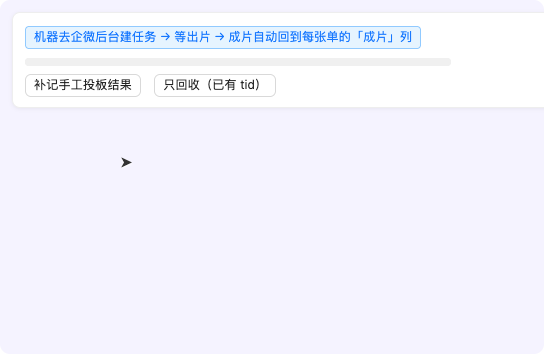 机器去企微后台建任务 → 等出片 → 成片自动回到每张单的「成片」列
补记手工投板结果
只回收（已有 tid）